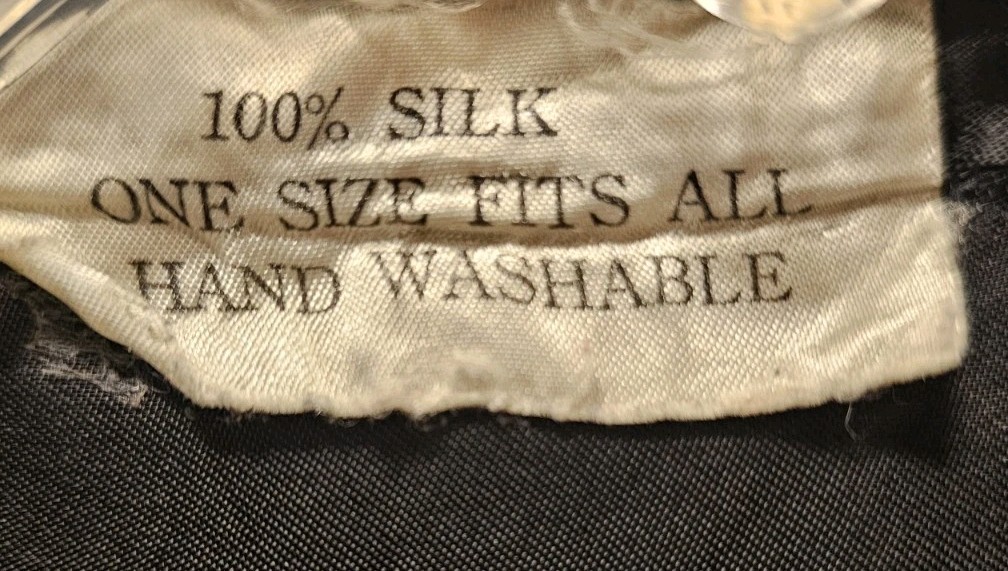 100% SILK
ONE SIZE FITS ALL
HAND WASHABLE